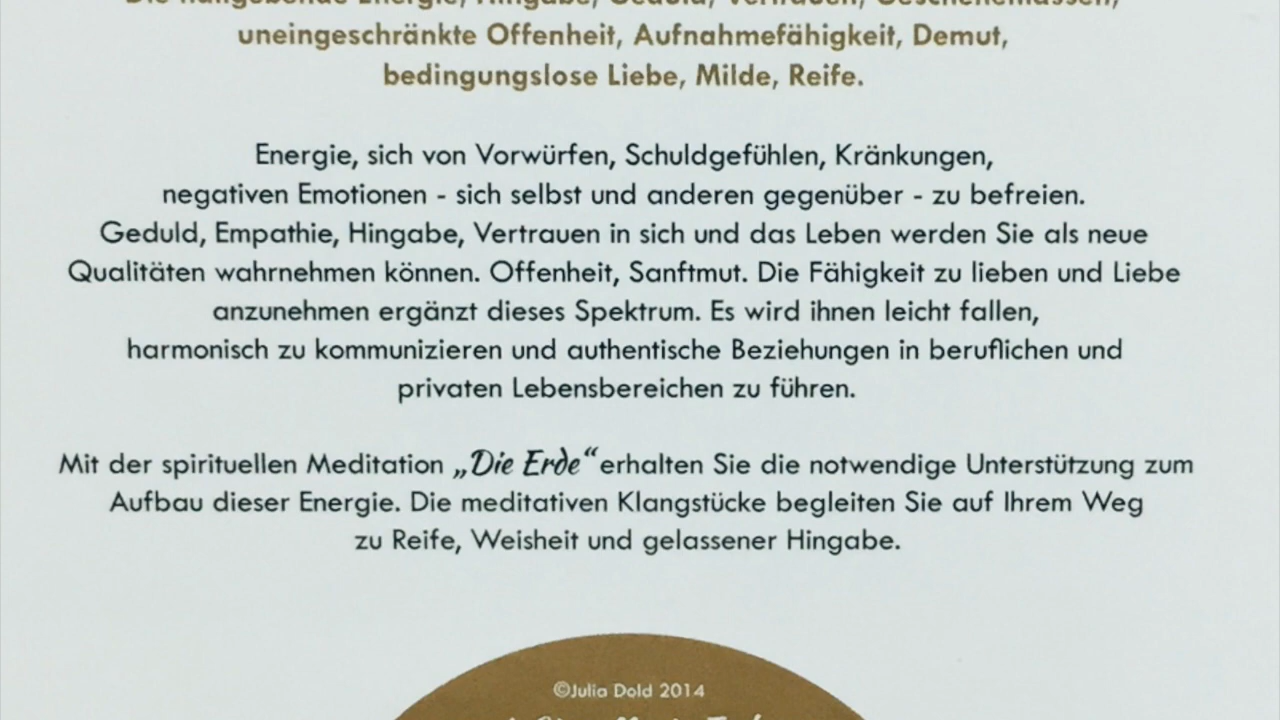 uneingeschränkte Offenheit, Aufnahmefähigkeit, Demut,
bedingungslose Liebe, Milde, Reife.
Energie, sich von Vorwürfen, Schuldgefühlen, Kränkungen,
negativen Emotionen - sich selbst und anderen gegenüber - zu befreien.
Geduld, Empathie, Hingabe, Vertrauen in sich und das Leben werden Sie als neue
Qualitäten wahrnehmen können. Offenheit, Sanftmut. Die Fähigkeit zu lieben und Liebe
anzunehmen ergänzt dieses Spektrum. Es wird ihnen leicht fallen,
harmonisch zu kommunizieren und authentische Beziehungen in beruflichen und
privaten Lebensbereichen zu führen.
Mit der spirituellen Meditation „Die Erde“ erhalten Sie die notwendige Unterstützung zum
Aufbau dieser Energie. Die meditativen Klangstücke begleiten Sie auf Ihrem Weg
zu Reife, Weisheit und gelassener Hingabe.
©Julia Dold 2014